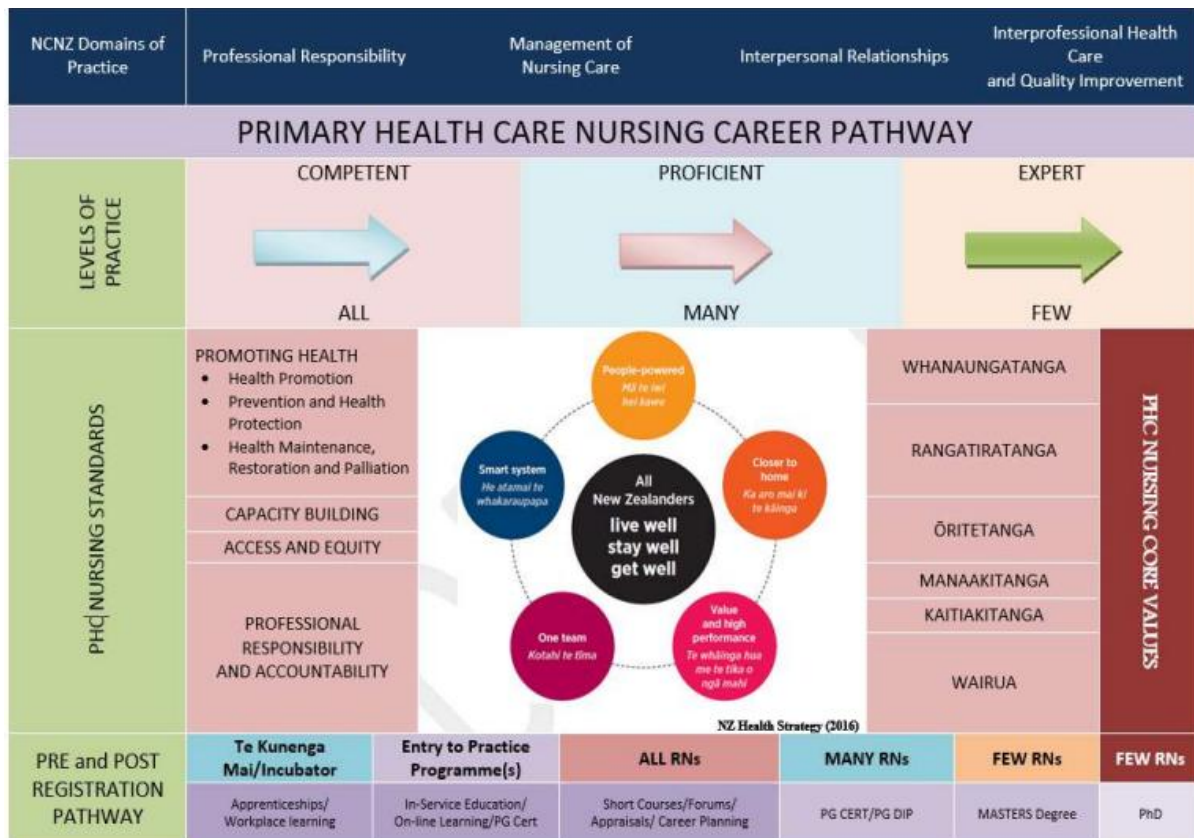 NCNZ Domains of
Practice
Professional Responsibility
Management of
Nursing Care
Interpersonal Relationships
Interprofessional Health
Care
and Quality Improvement
PRIMARY HEALTH CARE NURSING CAREER PATHWAY
LEVELS OF
PRACTICE
COMPETENT
ALL
PROFICIENT
MANY
EXPERT
FEW
PHC NURSING STANDARDS
PROMOTING HEALTH
• Health Promotion
• Prevention and Health
Protection
• Health Maintenance,
Restoration and Palliation
CAPACITY BUILDING
ACCESS AND EQUITY
PROFESSIONAL
RESPONSIBILITY
AND ACCOUNTABILITY
People-powered
Mā te iwi
hei kawe
Smart system
He atamai te
whakaraupapa
All
New Zealanders
live well
stay well
get well
Closer to
home
Ka aro mai ki
te kāinga
One team
Kotahi te tīma
Value
and high
performance
Te whāinga hua
me te tika o
ngā mahi
NZ Health Strategy (2016)
WHANAUNGATANGA
RANGATIRATANGA
ŌRITETANGA
MANAAKITANGA
KAITIAKITANGA
WAIRUA
PHC NURSING CORE VALUES
PRE and POST
REGISTRATION
PATHWAY
Te Kunenga
Mai/Incubator
Entry to Practice
Programme(s)
ALL RNs
MANY RNs
FEW RNs
FEW RNs
Apprenticeships/
Workplace learning
In-Service Education/
On-line Learning/PG Cert
Short Courses/Forums/
Appraisals/ Career Planning
PG CERT/PG DIP
MASTERS Degree
PhD